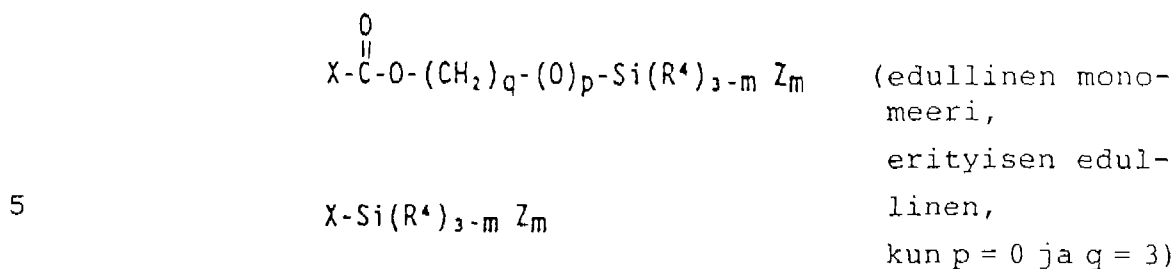 O
||
X-C-O-(CH₂)q-(O)p-Si(R⁴)₃₋m Zm (edullinen mono-
meeri,
erityisen edul-
5 X-Si(R⁴)₃₋m Zm linen,
kun p = 0 ja q = 3)